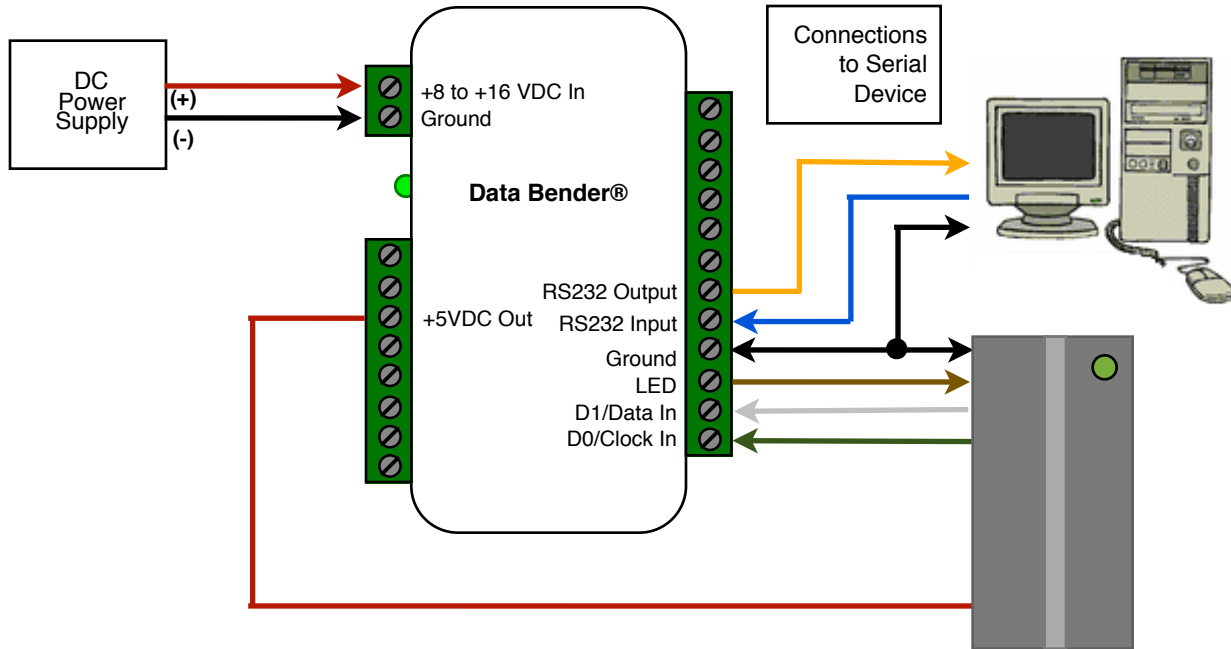 DC
Power
Supply
(+)
(-)
+8 to +16 VDC In
Ground
Connections
to Serial
Device
Data Bender®
+5VDC Out
RS232 Output
RS232 Input
Ground
LED
D1/Data In
D0/Clock In